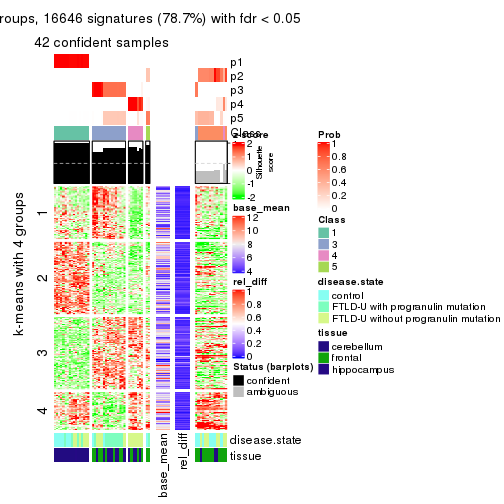 roups, 16646 signatures (78.7%) with fdr < 0.05
42 confident samples
p1
p2
p3
p4
p5
Class
z-score
2
1
0
-1
-2
Silhouette
score
base_mean
12
10
8
6
4
rel_diff
1
0.8
0.6
0.4
0.2
0
Status (barplots)
confident
ambiguous
Prob
1
0.8
0.6
0.4
0.2
0
Class
1
3
4
5
disease.state
control
FTLD-U with progranulin mutation
FTLD-U without progranulin mutation
tissue
cerebellum
frontal
hippocampus
k-means with 4 groups
1
2
3
4
disease.state
tissue
base_mean
rel_diff